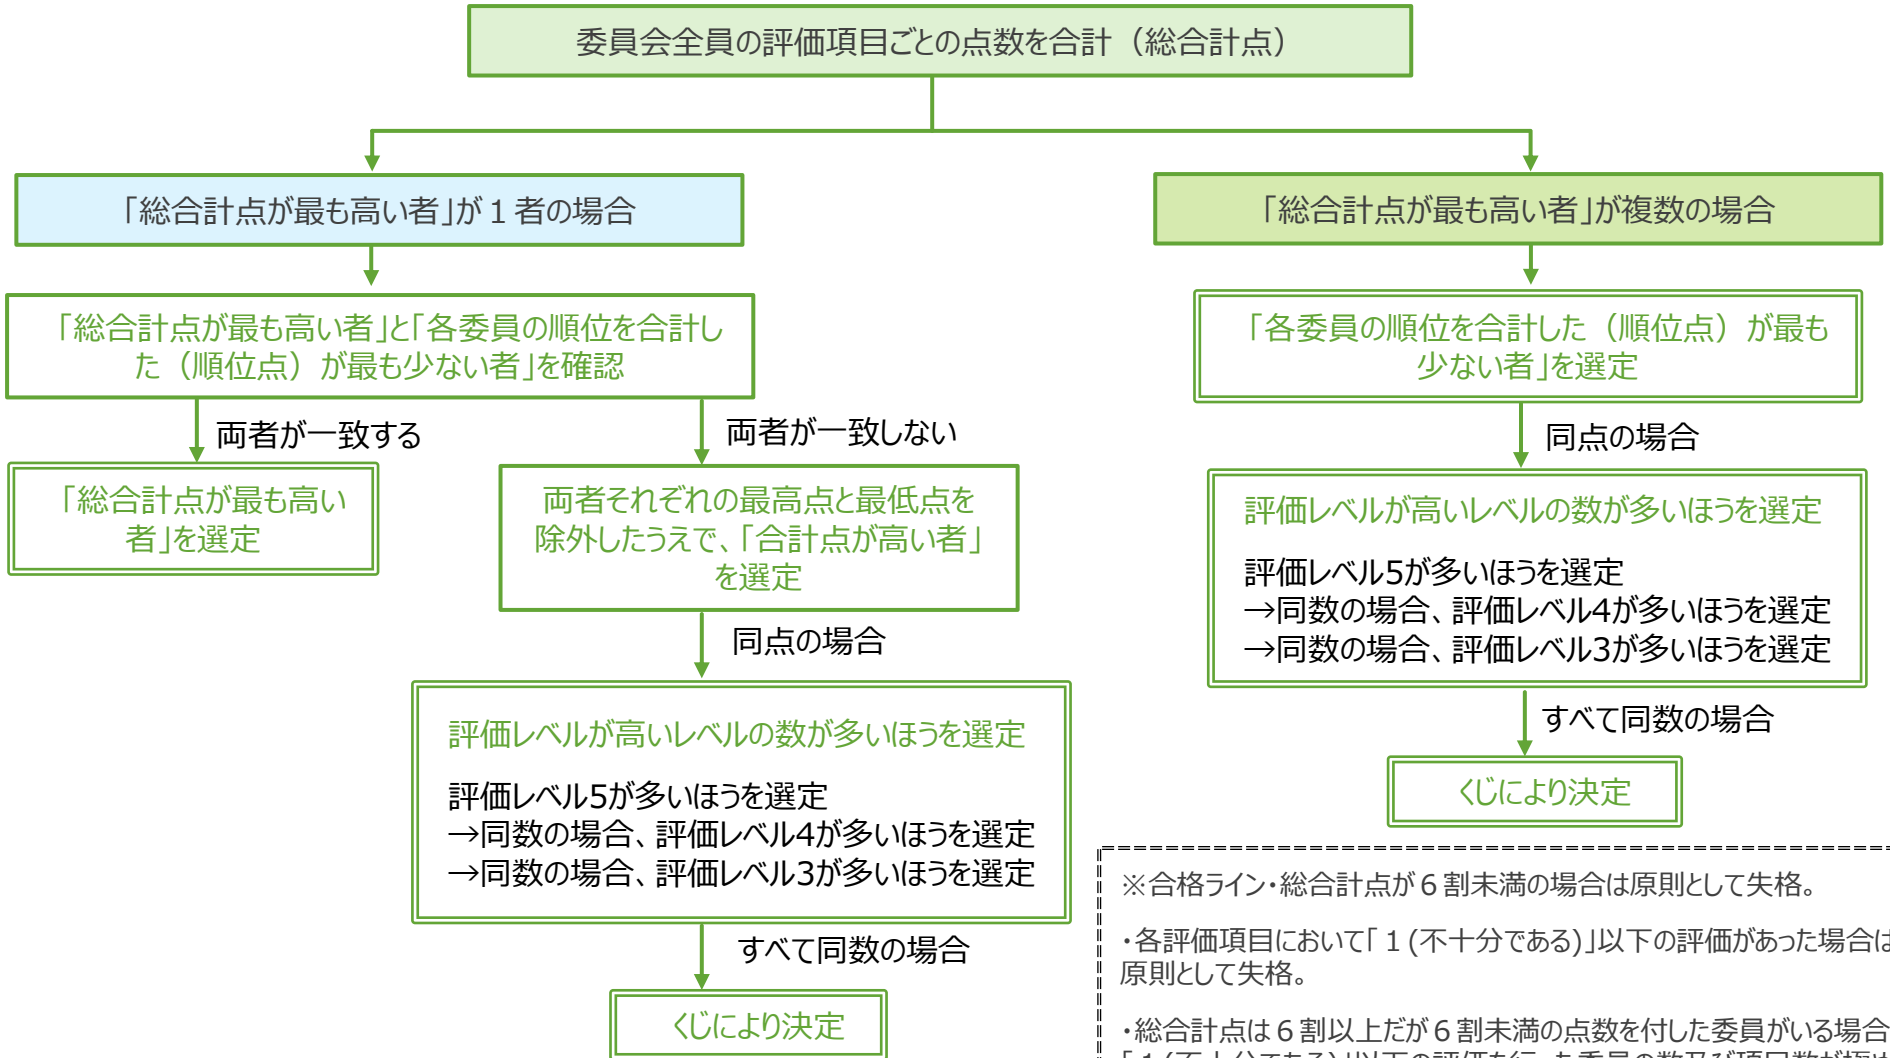 委員会全員の評価項目ごとの点数を合計（総合計点）
「総合計点が最も高い者」が１者の場合
「総合計点が最も高い者」が複数の場合
「総合計点が最も高い者」と「各委員の順位を合計し
た（順位点）が最も少ない者」を確認
「各委員の順位を合計した（順位点）が最も
少ない者」を選定
両者が一致する
両者が一致しない
同点の場合
「総合計点が最も高い
者」を選定
両者それぞれの最高点と最低点を
除外したうえで、「合計点が高い者」
を選定
評価レベルが高いレベルの数が多いほうを選定
評価レベル5が多いほうを選定
→同数の場合、評価レベル4が多いほうを選定
→同数の場合、評価レベル3が多いほうを選定
同点の場合
すべて同数の場合
評価レベルが高いレベルの数が多いほうを選定
評価レベル5が多いほうを選定
→同数の場合、評価レベル4が多いほうを選定
→同数の場合、評価レベル3が多いほうを選定
くじにより決定
すべて同数の場合
くじにより決定
※合格ライン・総合計点が６割未満の場合は原則として失格。
・各評価項目において「１(不十分である)」以下の評価があった場合は
原則として失格。
・総合計点は６割以上だが６割未満の点数を付した委員がいる場合